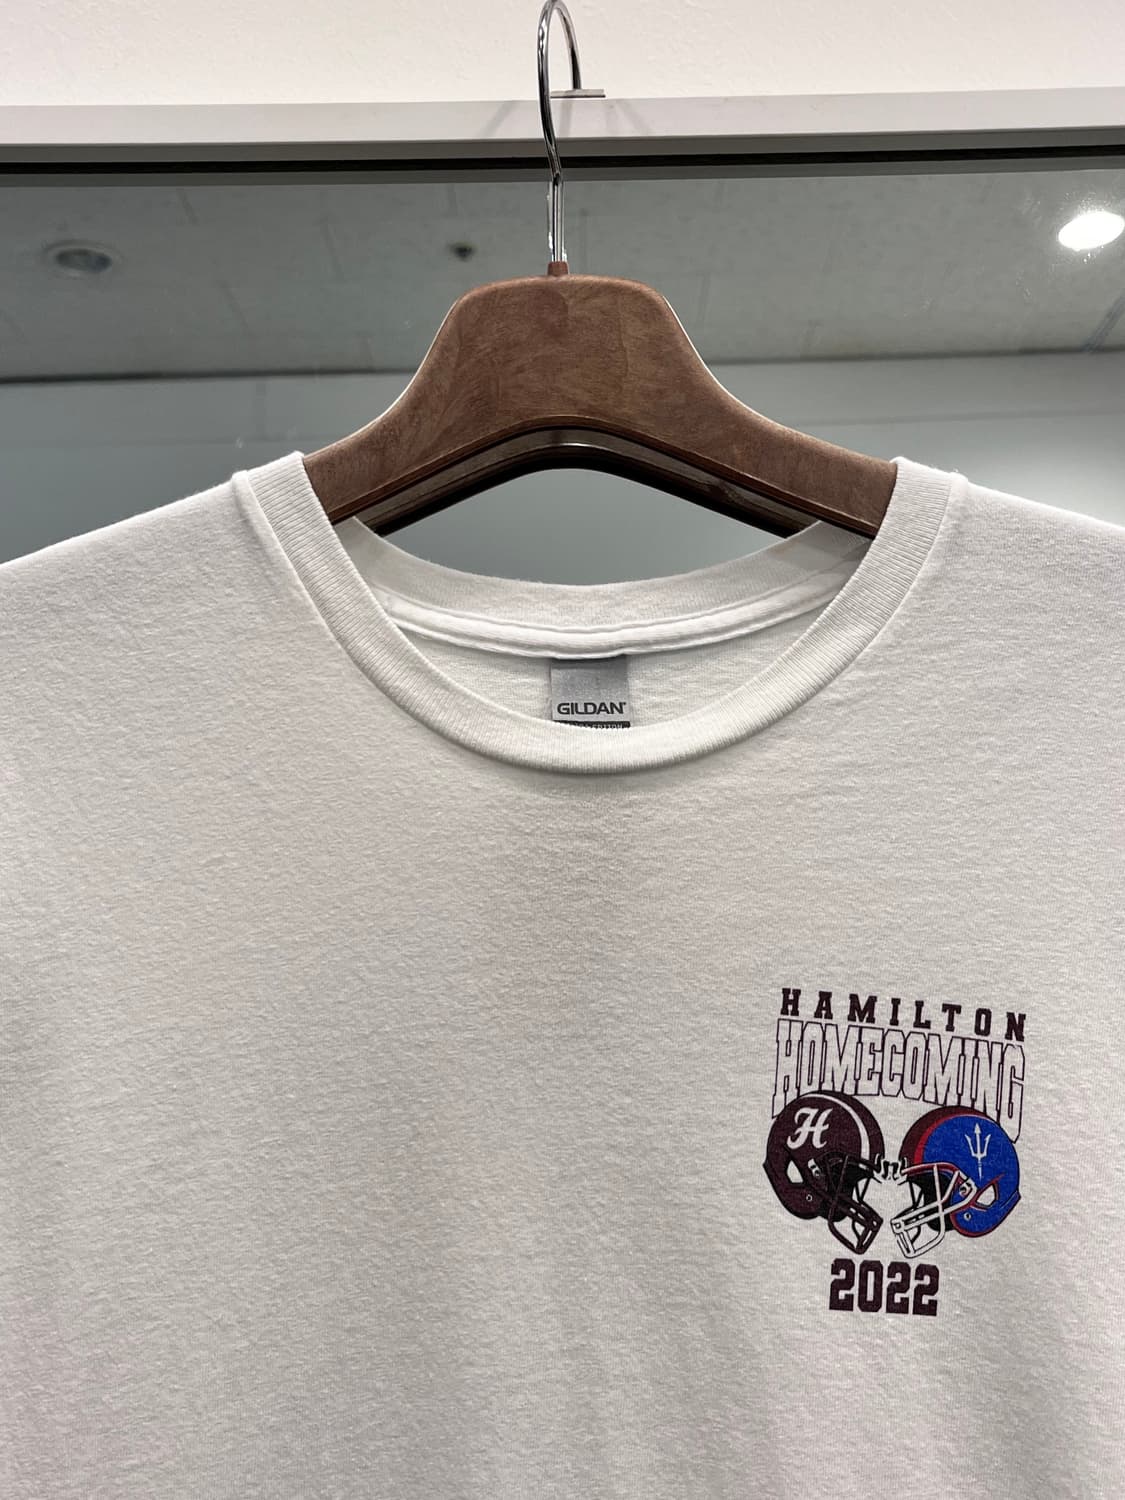 GILDAN
HAMILTON
HOMECOMING
H
2022